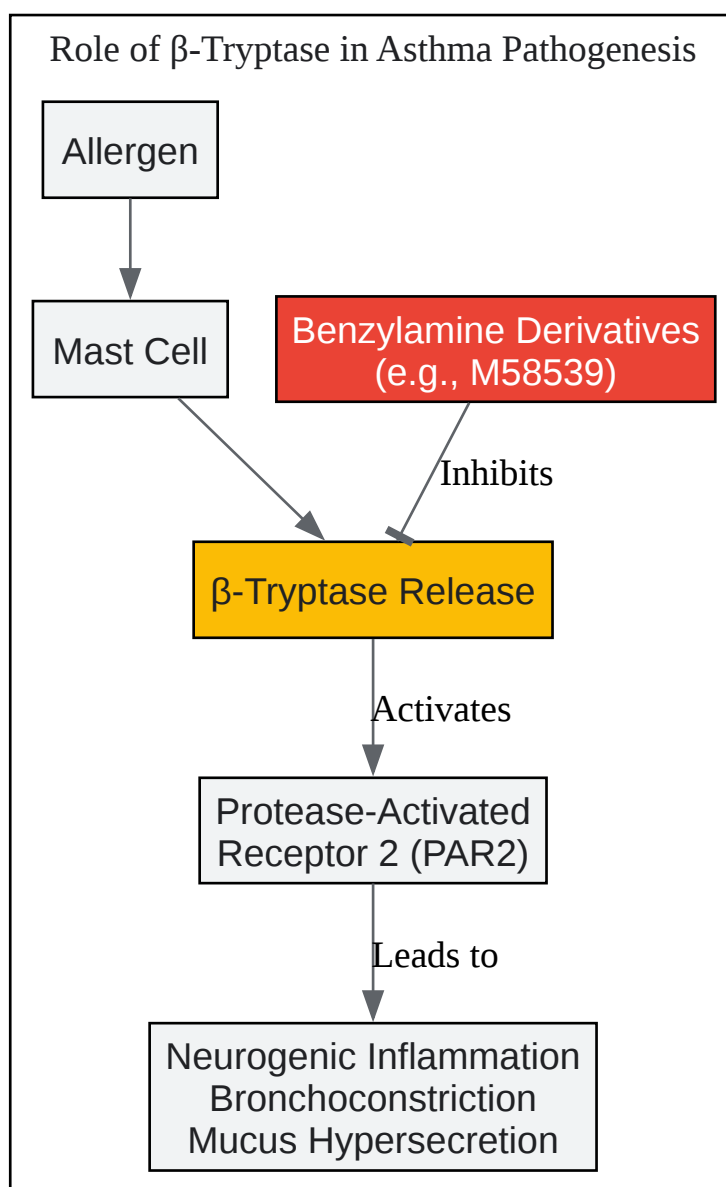 Role of β-Tryptase in Asthma Pathogenesis
Allergen
Mast Cell
Benzylamine Derivatives
(e.g., M58539)
Inhibits
β-Tryptase Release
Activates
Protease-Activated
Receptor 2 (PAR2)
Leads to
Neurogenic Inflammation
Bronchoconstriction
Mucus Hypersecretion